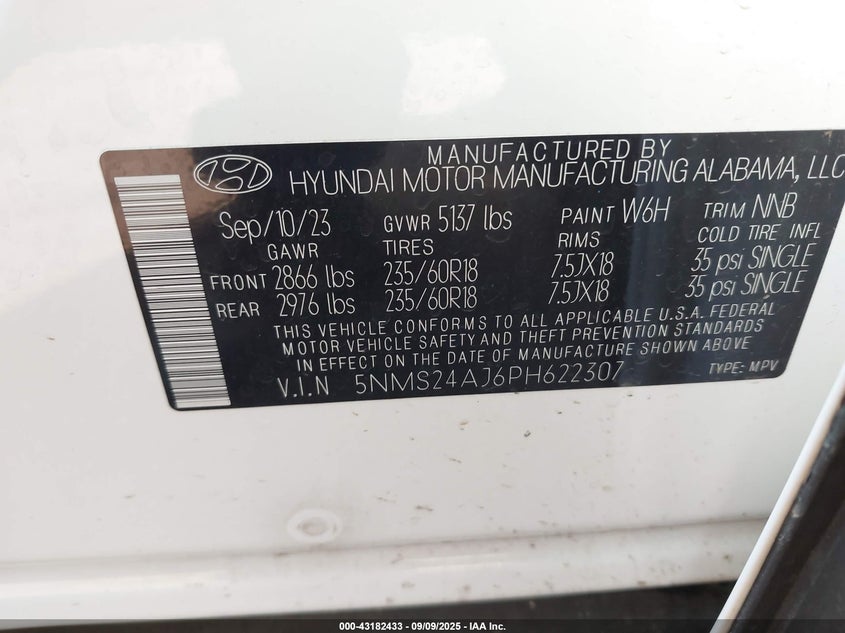 MANUFACTURED BY
HYUNDAI MOTOR MANUFACTURING ALABAMA, LLC
Sep/10/23 GVWR 5137 lbs PAINT W6H TRIM NNB
GAWR TIRES RIMS COLD TIRE INFL
FRONT 2866 lbs 235/60R18 7.5JX18 35 psi SINGLE
REAR 2976 lbs 235/60R18 7.5JX18 35 psi SINGLE
THIS VEHICLE CONFORMS TO ALL APPLICABLE U.S.A. FEDERAL
MOTOR VEHICLE SAFETY AND THEFT PREVENTION STANDARDS
IN EFFECT ON THE DATE OF MANUFACTURE SHOWN ABOVE
V.I.N 5NMS24AJ6PH622307 TYPE: MPV
000-43182433 - 09/09/2025 - IAA Inc.